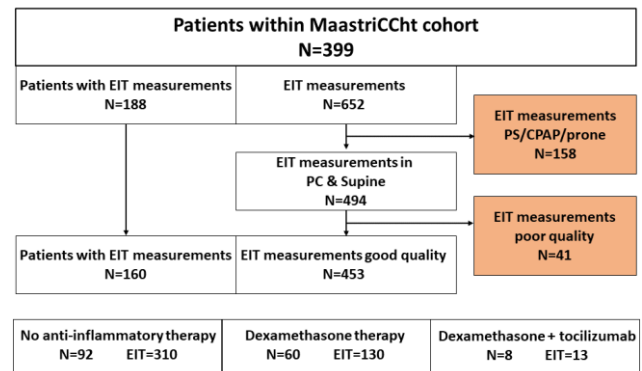 Patients within MaastriCCht cohort
N=399
Patients with EIT measurements
N=188
EIT measurements
N=652
EIT measurements
PS/CPAP/prone
N=158
EIT measurements in
PC & Supine
N=494
EIT measurements
poor quality
N=41
Patients with EIT measurements
N=160
EIT measurements good quality
N=453
No anti-inflammatory therapy
N=92 EIT=310
Dexamethasone therapy
N=60 EIT=130
Dexamethasone + tocilizumab
N=8 EIT=13